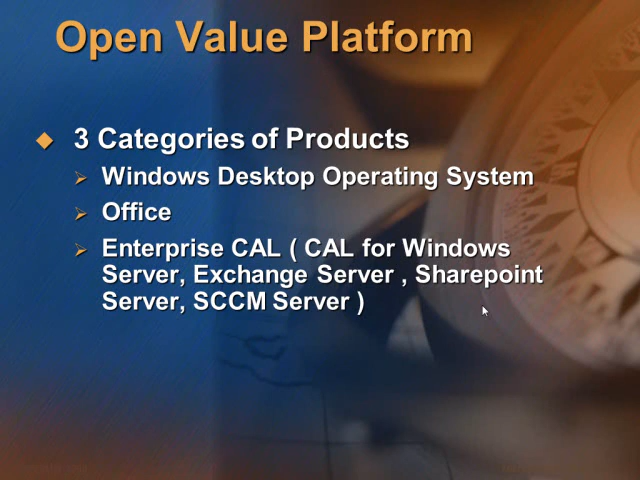 Open Value Platform
3 Categories of Products
Windows Desktop Operating System
Office
Enterprise CAL ( CAL for Windows
Server, Exchange Server , Sharepoint
Server, SCCM Server )